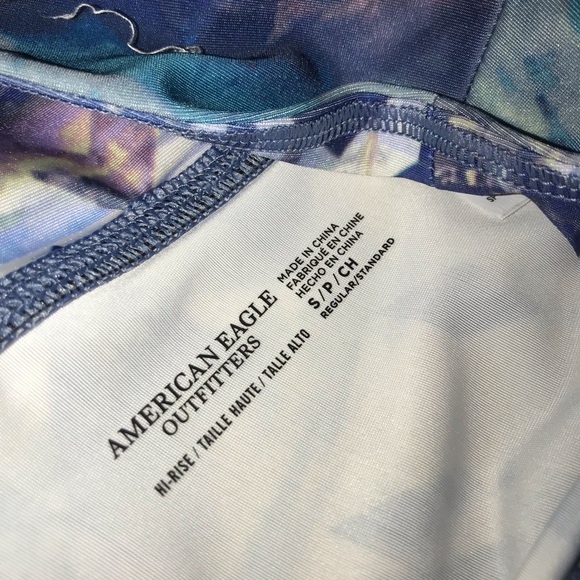 AMERICAN EAGLE
OUTFITTERS
HI-RISE / TAILLE HAUTE / TALLE ALTO
MADE IN CHINA
FABRIQUÉ EN CHINE
HECHO EN CHINA
S/P/CH
REGULAR/STANDARD